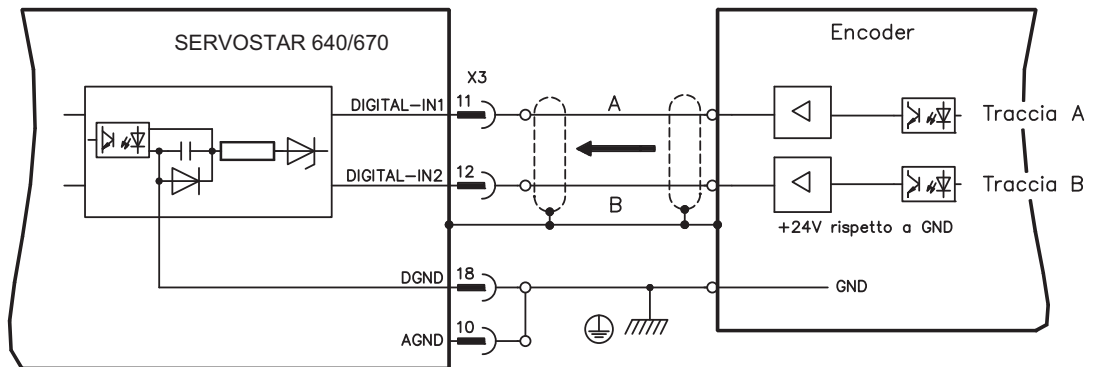 SERVOSTAR 640/670
Encoder
X3
DIGITAL-IN1
11
A
Traccia A
DIGITAL-IN2
12
B
Traccia B
+24V rispetto a GND
DGND
18
GND
AGND
10